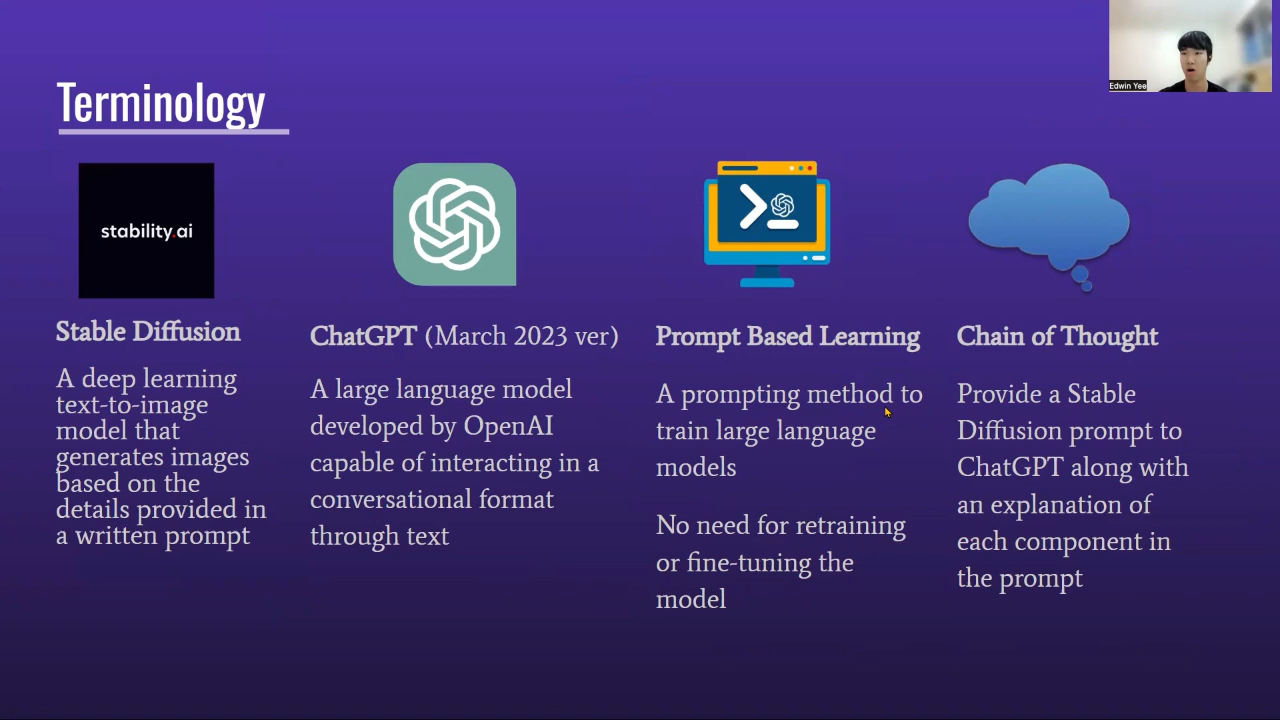 Edwin Yee
Terminology
stability.ai
Stable Diffusion
A deep learning
text-to-image
model that
generates images
based on the
details provided in
a written prompt
ChatGPT (March 2023 ver)
A large language model
developed by OpenAI
capable of interacting in a
conversational format
through text
Prompt Based Learning
A prompting method to
train large language
models
No need for retraining
or fine-tuning the
model
Chain of Thought
Provide a Stable
Diffusion prompt to
ChatGPT along with
an explanation of
each component in
the prompt